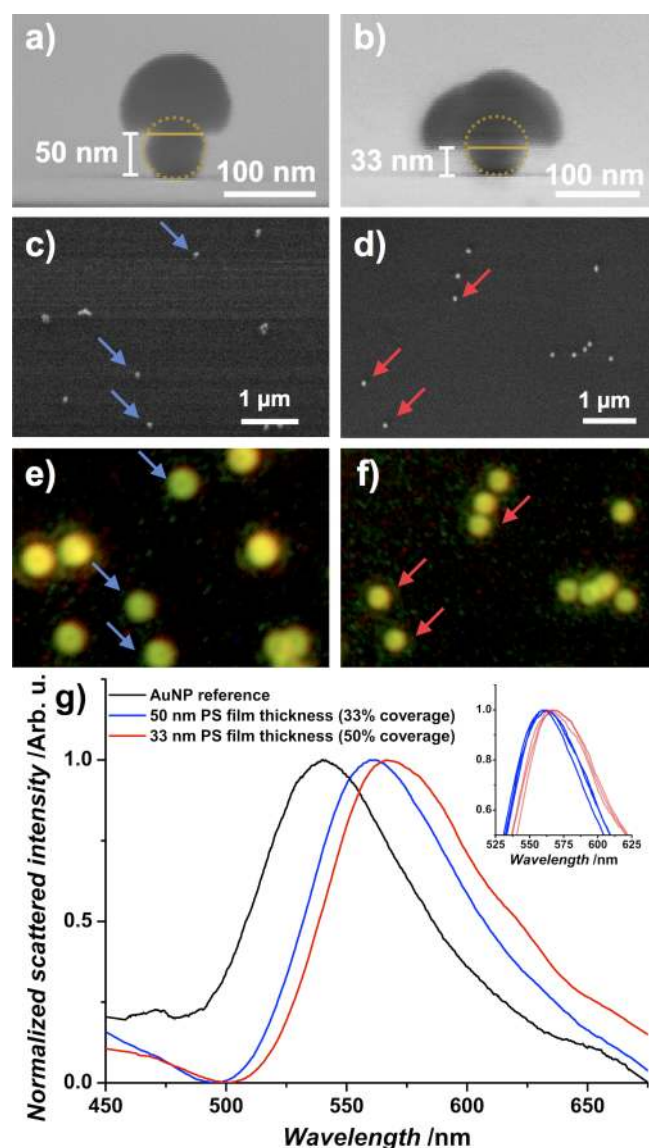 a)
50 nm
100 nm
b)
33 nm
100 nm
c)
1 µm
d)
1 µm
e)
f)
g)
AuNP reference
50 nm PS film thickness (33% coverage)
33 nm PS film thickness (50% coverage)
Normalized scattered intensity /Arb. u.
1.0
0.5
0.0
450 500 550 600 650
Wavelength /nm
1.0
0.8
0.6
525 550 575 600 625
Wavelength /nm